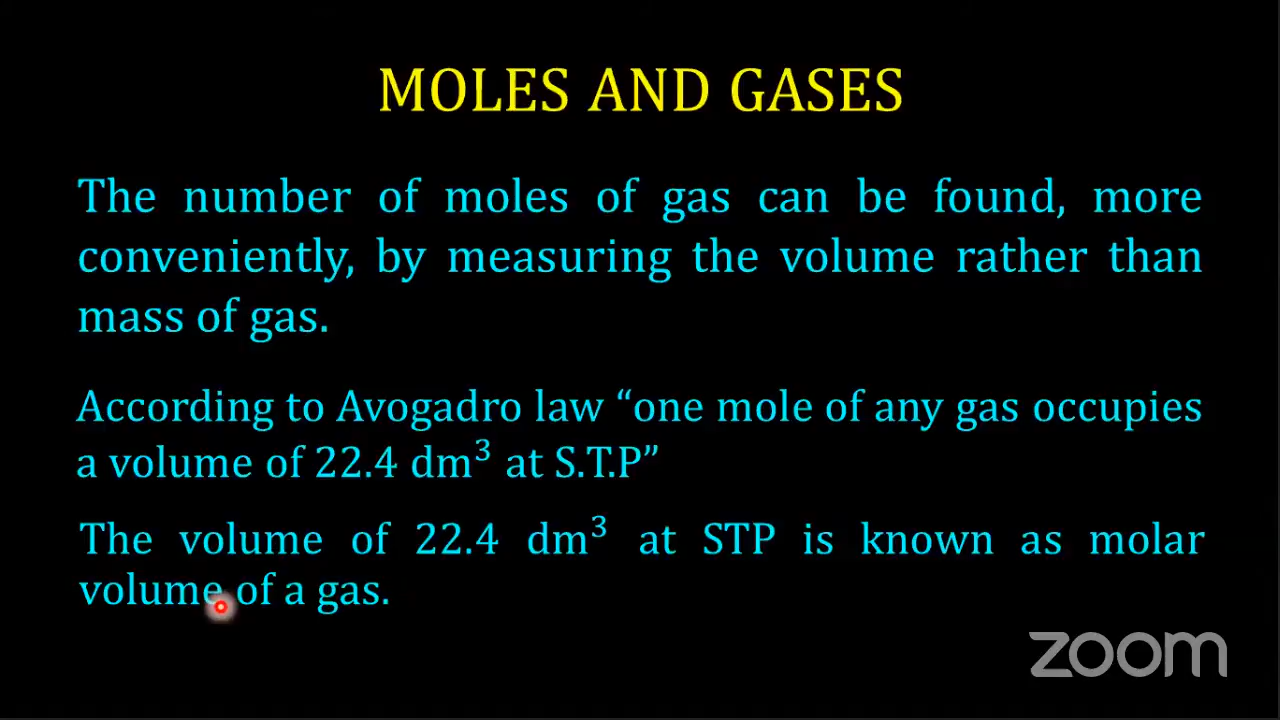 MOLES AND GASES
The number of moles of gas can be found, more
conveniently, by measuring the volume rather than
mass of gas.
According to Avogadro law “one mole of any gas occupies
a volume of 22.4 dm³ at S.T.P”
The volume of 22.4 dm³ at STP is known as molar
volume of a gas.
zoom